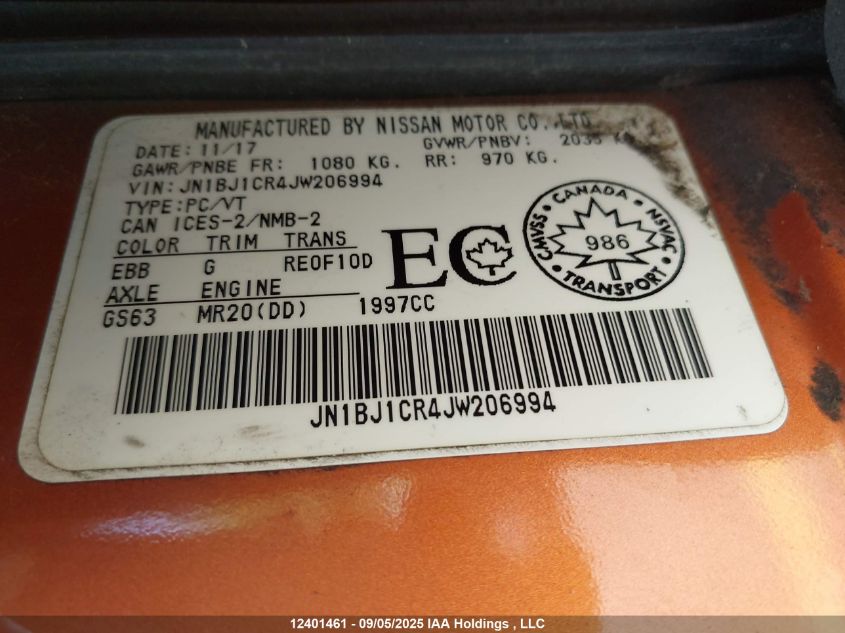 MANUFACTURED BY NISSAN MOTOR CO., LTD.
DATE: 11/17 GVWR/PNBV: 2035 KG
GAWR/PNBE FR: 1080 KG. RR: 970 KG.
VIN: JN1BJ1CR4JW206994
TYPE:PC/VT
CAN ICES-2/NMB-2
COLOR TRIM TRANS
EBB G RE0F10D
AXLE ENGINE
GS63 MR20(DD) 1997CC
EC
CANADA
CMVSS 986 NSVAC
TRANSPORT
JN1BJ1CR4JW206994
12401461 - 09/05/2025 IAA Holdings , LLC